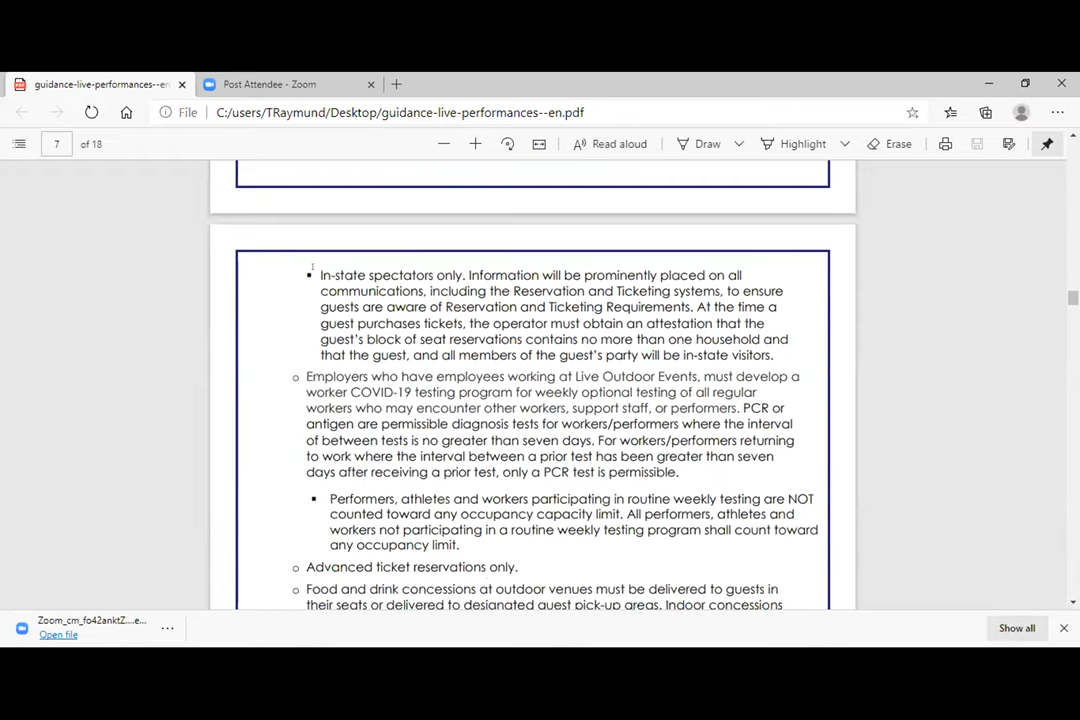 guidance-live-performances--en
Post Attendee - Zoom
File C:/users/TRaymund/Desktop/guidance-live-performances--en.pdf
7 of 18 Read aloud Draw Highlight Erase
▪ In-state spectators only. Information will be prominently placed on all
communications, including the Reservation and Ticketing systems, to ensure
guests are aware of Reservation and Ticketing Requirements. At the time a
guest purchases tickets, the operator must obtain an attestation that the
guest's block of seat reservations contains no more than one household and
that the guest, and all members of the guest's party will be in-state visitors.
o Employers who have employees working at Live Outdoor Events, must develop a
worker COVID-19 testing program for weekly optional testing of all regular
workers who may encounter other workers, support staff, or performers. PCR or
antigen are permissible diagnosis tests for workers/performers where the interval
of between tests is no greater than seven days. For workers/performers returning
to work where the interval between a prior test has been greater than seven
days after receiving a prior test, only a PCR test is permissible.
▪ Performers, athletes and workers participating in routine weekly testing are NOT
counted toward any occupancy capacity limit. All performers, athletes and
workers not participating in a routine weekly testing program shall count toward
any occupancy limit.
o Advanced ticket reservations only.
o Food and drink concessions at outdoor venues must be delivered to guests in
their seats or delivered to designated guest pick-up areas. Indoor concessions
Zoom_cm_fo42anktZ....e...
Open file
Show all